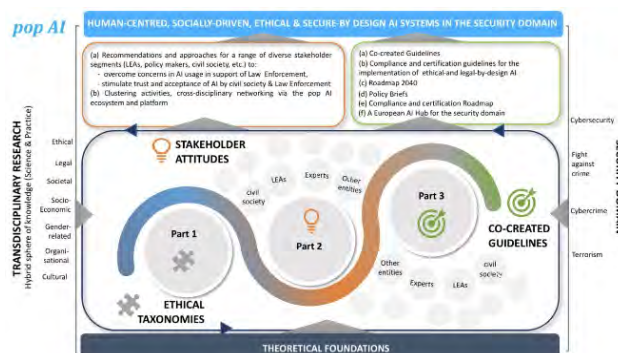 pop AI
HUMAN-CENTRED, SOCIALLY-DRIVEN, ETHICAL & SECURE-BY DESIGN AI SYSTEMS IN THE SECURITY DOMAIN
(a) Recommendations and approaches for a range of diverse stakeholder
segments (LEAs, policy makers, civil society, etc.) to:
- overcome concerns in AI usage in support of Law Enforcement,
- stimulate trust and acceptance of AI by civil society & Law Enforcement
(b) Clustering activities, cross-disciplinary networking via the pop AI
ecosystem and platform
(a) Co-created Guidelines
(b) Compliance and certification guidelines for the
implementation of ethical-and legal-by-design AI
(c) Roadmap 2040
(d) Policy Briefs
(e) Compliance and certification Roadmap
(f) A European AI Hub for the security domain
TRANSDISCIPLINARY RESEARCH
Hybrid sphere of knowledge (Science & Practice)
Ethical
Legal
Societal
Socio-
Economic
Gender-
related
Organi-
sational
Cultural
STAKEHOLDER
ATTITUDES
civil
society
LEAs
Experts
Other
entities
Part 1
Part 2
Part 3
ETHICAL
TAXONOMIES
CO-CREATED
GUIDELINES
Other
entities
Experts
LEAs
civil
society
Cybersecurity
Fight
against
crime
Cybercrime
Terrorism
THEORETICAL FOUNDATIONS